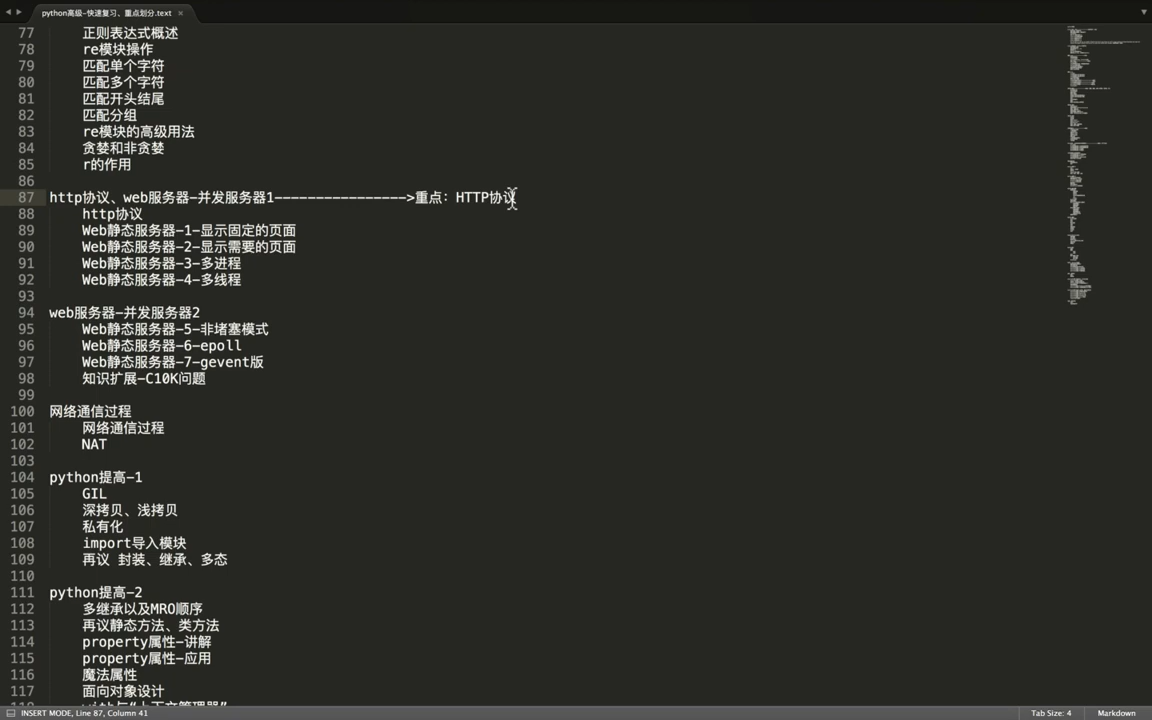 python高级-快速复习、重点划分.text
77 正则表达式概述
78 re模块操作
79 匹配单个字符
80 匹配多个字符
81 匹配开头结尾
82 匹配分组
83 re模块的高级用法
84 贪婪和非贪婪
85 r的作用
86
87 http协议、web服务器-并发服务器1---------------->重点：HTTP协议
88 http协议
89 Web静态服务器-1-显示固定的页面
90 Web静态服务器-2-显示需要的页面
91 Web静态服务器-3-多进程
92 Web静态服务器-4-多线程
93
94 web服务器-并发服务器2
95 Web静态服务器-5-非堵塞模式
96 Web静态服务器-6-epoll
97 Web静态服务器-7-gevent版
98 知识扩展-C10K问题
99
100 网络通信过程
101 网络通信过程
102 NAT
103
104 python提高-1
105 GIL
106 深拷贝、浅拷贝
107 私有化
108 import导入模块
109 再议 封装、继承、多态
110
111 python提高-2
112 多继承以及MRO顺序
113 再议静态方法、类方法
114 property属性-讲解
115 property属性-应用
116 魔法属性
117 面向对象设计
118 with与“上下文管理器”
INSERT MODE, Line 87, Column 41
Tab Size: 4
Markdown